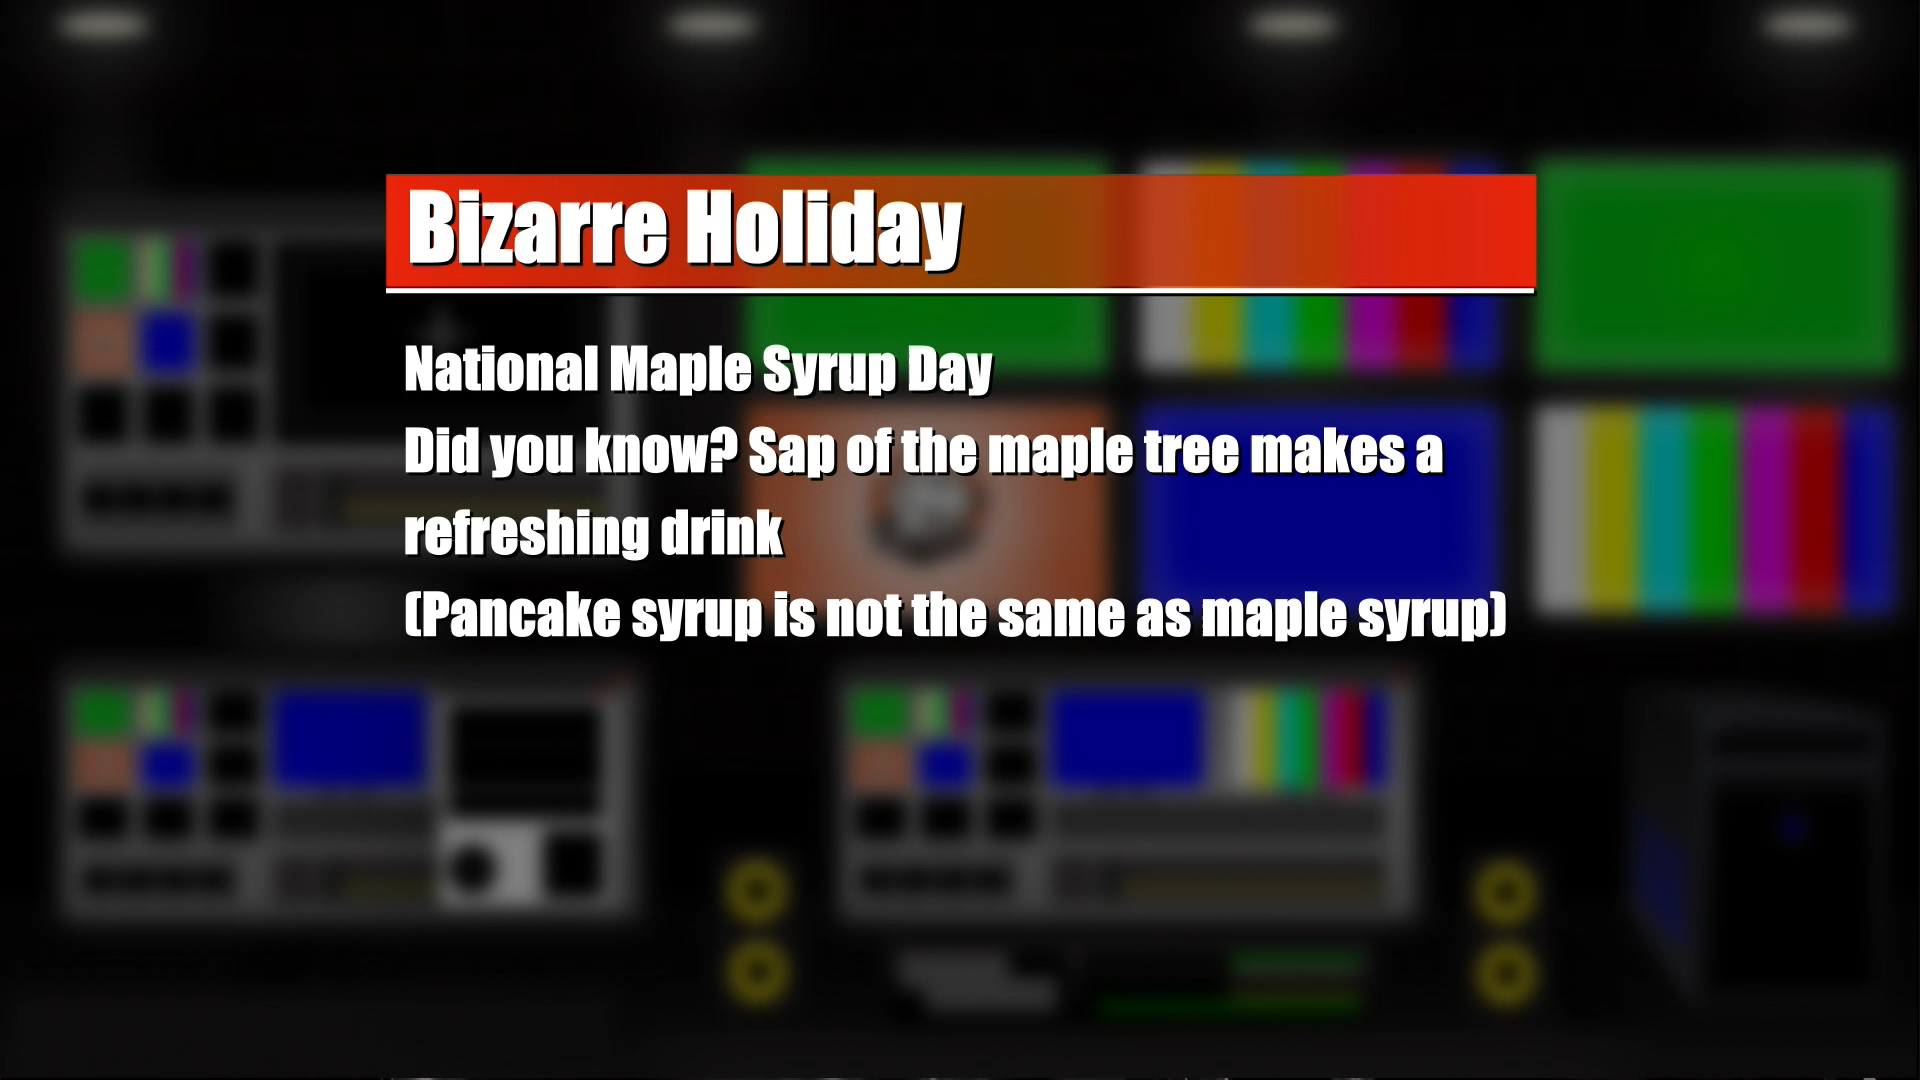 Bizarre Holiday
National Maple Syrup Day
Did you know? Sap of the maple tree makes a
refreshing drink
(Pancake syrup is not the same as maple syrup)